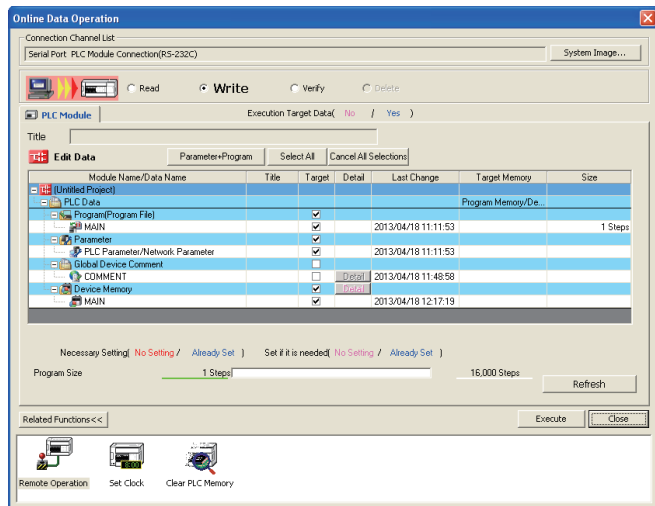 Online Data Operation
Connection Channel List
Serial Port PLC Module Connection(RS-232C)
System Image...
Read Write Verify Delete
PLC Module
Execution Target Data( No / Yes )
Title
Edit Data
Parameter+Program Select All Cancel All Selections
Module Name/Data Name Title Target Detail Last Change Target Memory Size
(Untitled Project)
PLC Data Program Memory/De...
Program(Program File)
MAIN 2013/04/18 11:11:53 1 Steps
Parameter
PLC Parameter/Network Parameter 2013/04/18 11:11:53
Global Device Comment
COMMENT Detail 2013/04/18 11:48:58
Device Memory Detail
MAIN 2013/04/18 12:17:19
Necessary Setting( No Setting / Already Set ) Set if it is needed( No Setting / Already Set )
Program Size 1 Steps 16,000 Steps
Refresh
Related Functions<< Execute Close
Remote Operation Set Clock Clear PLC Memory